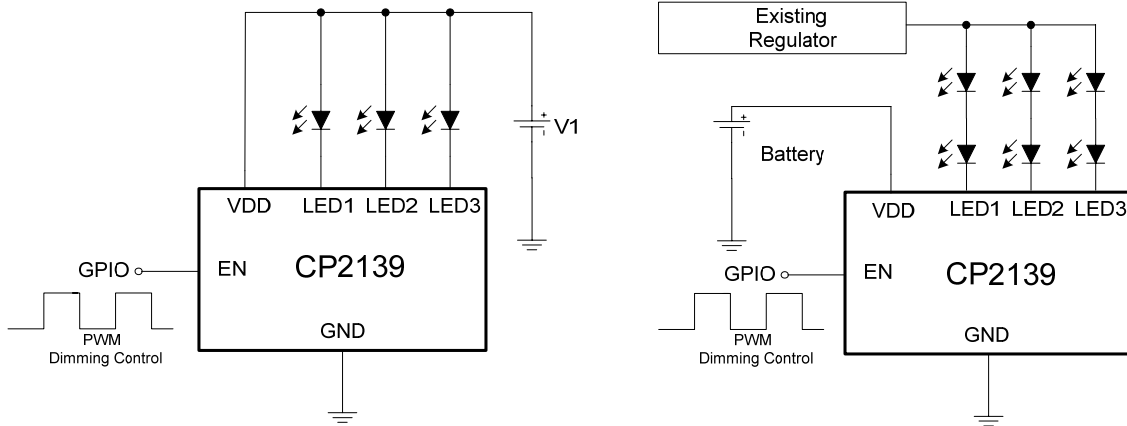 +
V1
-
VDD LED1 LED2 LED3
GPIO EN CP2139
PWM
Dimming Control
GND
Existing
Regulator
+
-
Battery
VDD LED1 LED2 LED3
GPIO EN CP2139
PWM
Dimming Control
GND